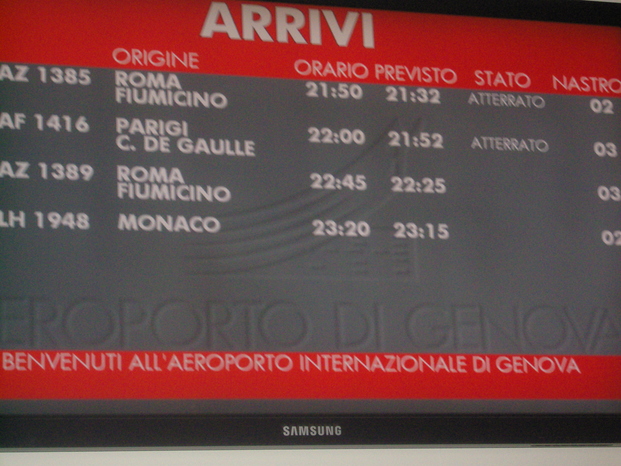 ARRIVI
ORIGINE ORARIO PREVISTO STATO NASTRO
AZ 1385 ROMA FIUMICINO 21:50 21:32 ATTERRATO 02
AF 1416 PARIGI C. DE GAULLE 22:00 21:52 ATTERRATO 03
AZ 1389 ROMA FIUMICINO 22:45 22:25 03
LH 1948 MONACO 23:20 23:15 02
EROPORTO DI GENOVA
BENVENUTI ALL'AEROPORTO INTERNAZIONALE DI GENOVA
SAMSUNG